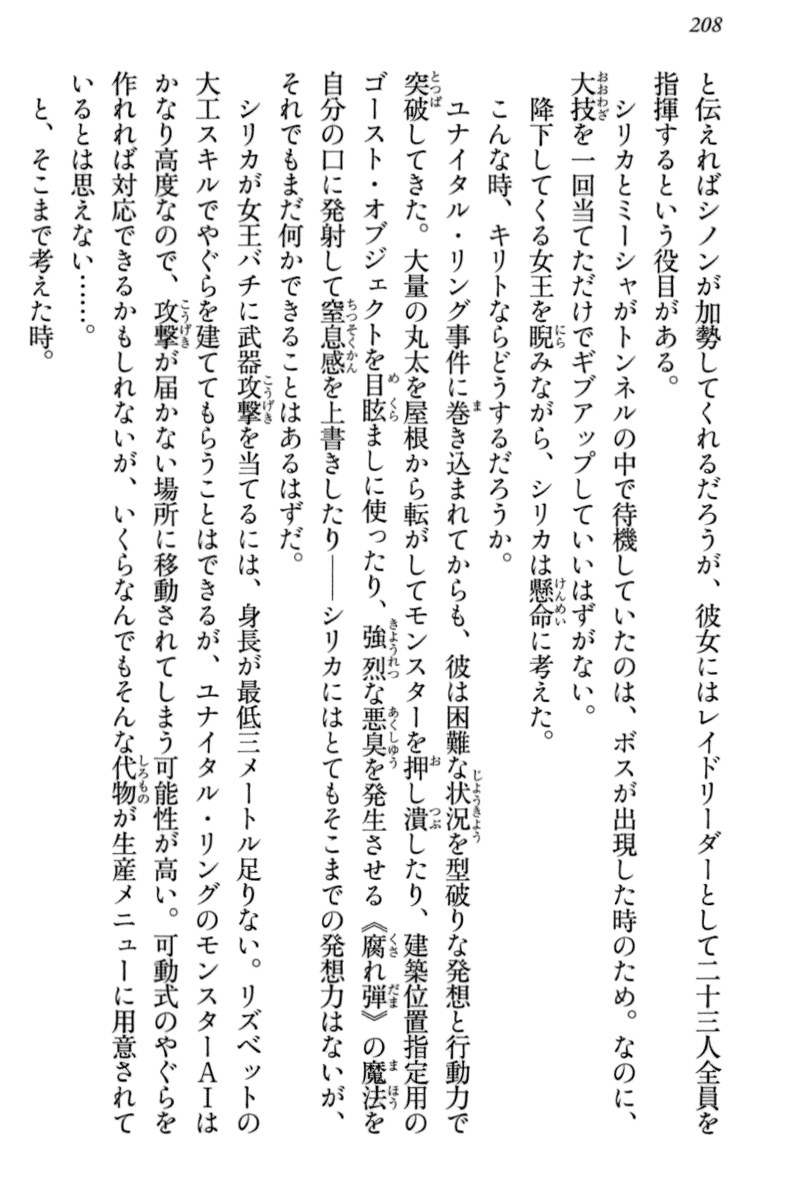 208
と伝えればシノンが加勢してくれるだろうが、彼女にはレイドリーダーとして二十三人全員を
指揮するという役目がある。
シリカとミーシャがトンネルの中で待機していたのは、ボスが出現した時のため。なのに、
大技を一回当てただけでギブアップしていいはずがない。
降下してくる女王を睨みながら、シリカは懸命に考えた。
こんな時、キリトならどうするだろうか。
ユナイタル・リング事件に巻き込まれてからも、彼は困難な状況を型破りな発想と行動力で
突破してきた。大量の丸太を屋根から転がしてモンスターを押し潰したり、建築位置指定用の
ゴースト・オブジェクトを目眩ましに使ったり、強烈な悪臭を発生させる《腐れ弾》の魔法を
自分の口に発射して窒息感を上書きしたり——シリカにはとてもそこまでの発想力はないが、
それでもまだ何かできることはあるはずだ。
シリカが女王バチに武器攻撃を当てるには、身長が最低三メートル足りない。リズベットの
大工スキルでやぐらを建ててもらうことはできるが、ユナイタル・リングのモンスターAIは
かなり高度なので、攻撃が届かない場所に移動されてしまう可能性が高い。可動式のやぐらを
作れれば対応できるかもしれないが、いくらなんでもそんな代物が生産メニューに用意されて
いるとは思えない……。
と、そこまで考えた時。